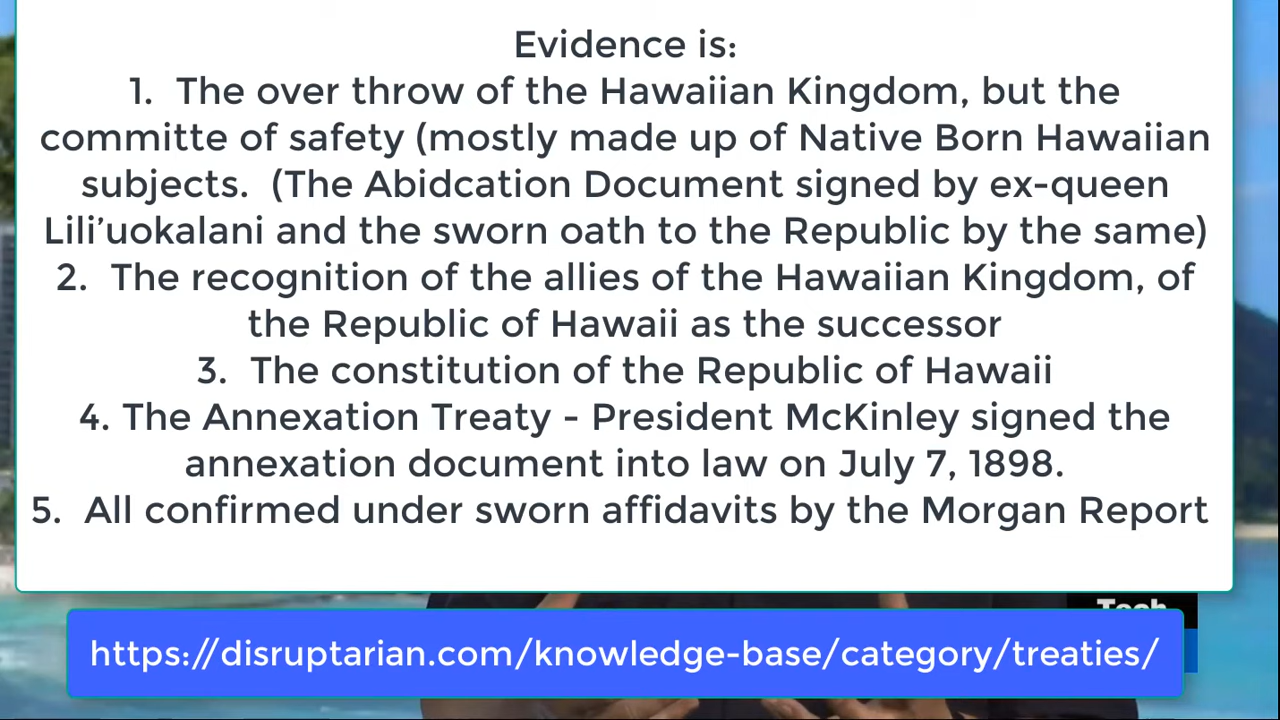 Evidence is:
1. The over throw of the Hawaiian Kingdom, but the
committe of safety (mostly made up of Native Born Hawaiian
subjects. (The Abidcation Document signed by ex-queen
Lili’uokalani and the sworn oath to the Republic by the same)
2. The recognition of the allies of the Hawaiian Kingdom, of
the Republic of Hawaii as the successor
3. The constitution of the Republic of Hawaii
4. The Annexation Treaty - President McKinley signed the
annexation document into law on July 7, 1898.
5. All confirmed under sworn affidavits by the Morgan Report
Tech
https://disruptarian.com/knowledge-base/category/treaties/